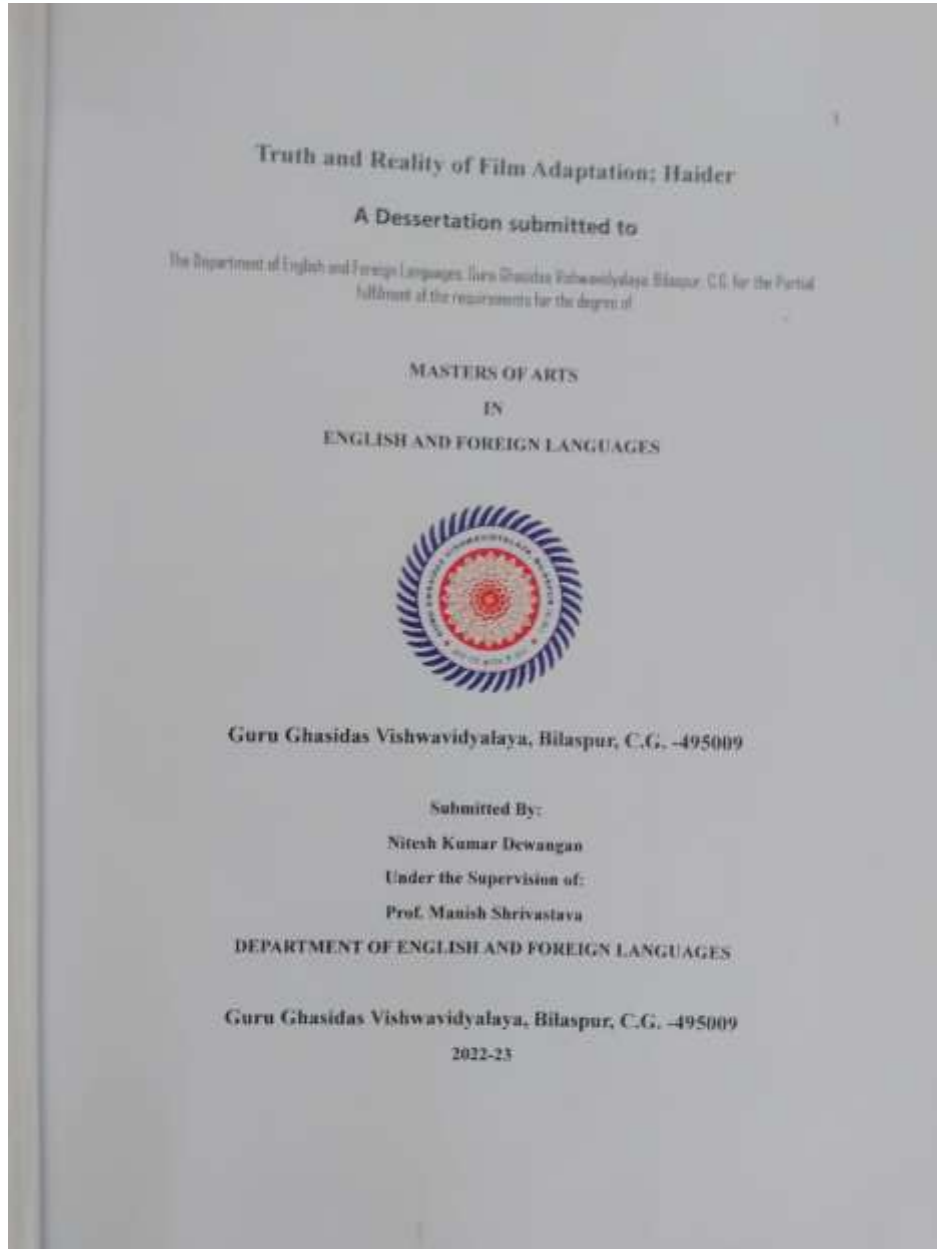 1
Truth and Reality of Film Adaptation; Haider
A Dessertation submitted to
The Department of English and Foreign Languages, Guru Ghasidas Vishwavidyalaya Bilaspur, C.G. for the Partial
fulfilment of the requirements for the degree of
MASTERS OF ARTS
IN
ENGLISH AND FOREIGN LANGUAGES
Guru Ghasidas Vishwavidyalaya, Bilaspur, C.G. -495009
Submitted By:
Nitesh Kumar Dewangan
Under the Supervision of:
Prof. Manish Shrivastava
DEPARTMENT OF ENGLISH AND FOREIGN LANGUAGES
Guru Ghasidas Vishwavidyalaya, Bilaspur, C.G. -495009
2022-23